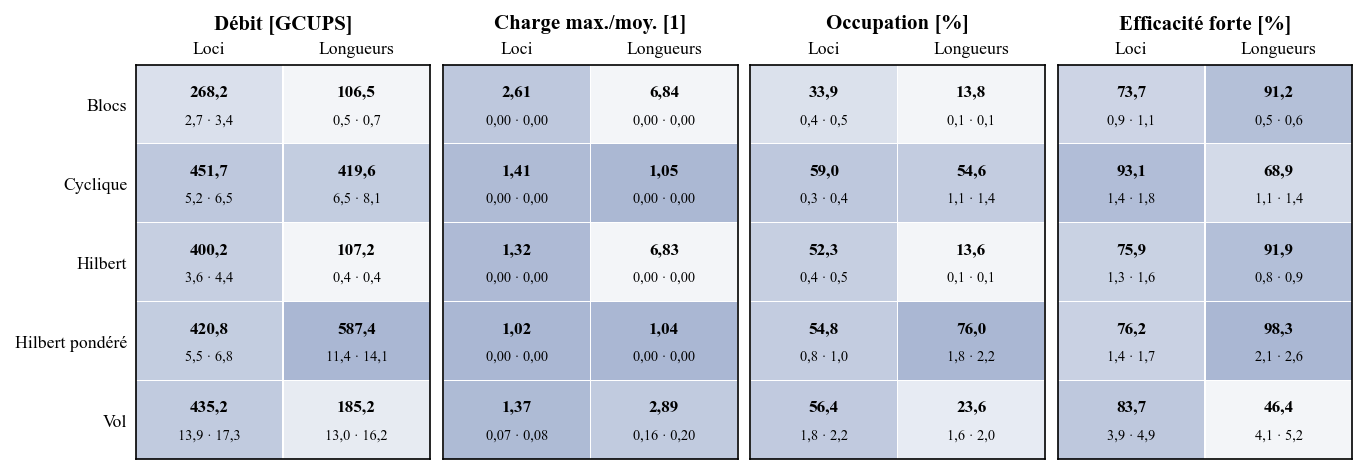 Débit [GCUPS] Charge max./moy. [1] Occupation [%] Efficacité forte [%]
Loci Longueurs Loci Longueurs Loci Longueurs Loci Longueurs
Blocs 268,2 106,5 2,61 6,84 33,9 13,8 73,7 91,2
2,7 · 3,4 0,5 · 0,7 0,00 · 0,00 0,00 · 0,00 0,4 · 0,5 0,1 · 0,1 0,9 · 1,1 0,5 · 0,6
Cyclique 451,7 419,6 1,41 1,05 59,0 54,6 93,1 68,9
5,2 · 6,5 6,5 · 8,1 0,00 · 0,00 0,00 · 0,00 0,3 · 0,4 1,1 · 1,4 1,4 · 1,8 1,1 · 1,4
Hilbert 400,2 107,2 1,32 6,83 52,3 13,6 75,9 91,9
3,6 · 4,4 0,4 · 0,4 0,00 · 0,00 0,00 · 0,00 0,4 · 0,5 0,1 · 0,1 1,3 · 1,6 0,8 · 0,9
Hilbert pondéré 420,8 587,4 1,02 1,04 54,8 76,0 76,2 98,3
5,5 · 6,8 11,4 · 14,1 0,00 · 0,00 0,00 · 0,00 0,8 · 1,0 1,8 · 2,2 1,4 · 1,7 2,1 · 2,6
Vol 435,2 185,2 1,37 2,89 56,4 23,6 83,7 46,4
13,9 · 17,3 13,0 · 16,2 0,07 · 0,08 0,16 · 0,20 1,8 · 2,2 1,6 · 2,0 3,9 · 4,9 4,1 · 5,2